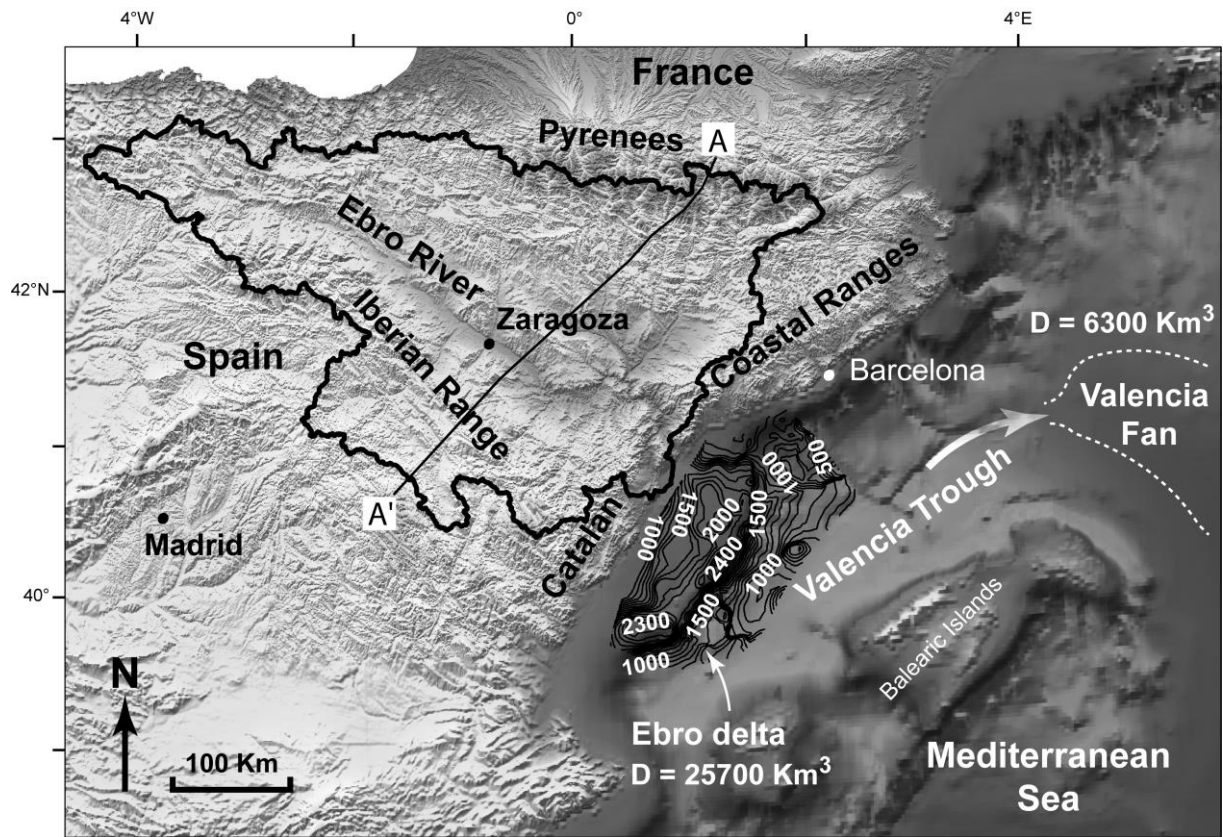 4°W
0°
4°E
France
Pyrenees
A
Ebro River
42°N
Iberian Range
Zaragoza
Coastal Ranges
D = 6300 Km³
Spain
Barcelona
Valencia
Fan
500
1000
1500
1500
1000
2000
A'
Valencia Trough
Madrid
Catalan
2400
1000
40°
2300
1500
1000
Balearic Islands
N
Ebro delta
D = 25700 Km³
100 Km
Mediterranean
Sea